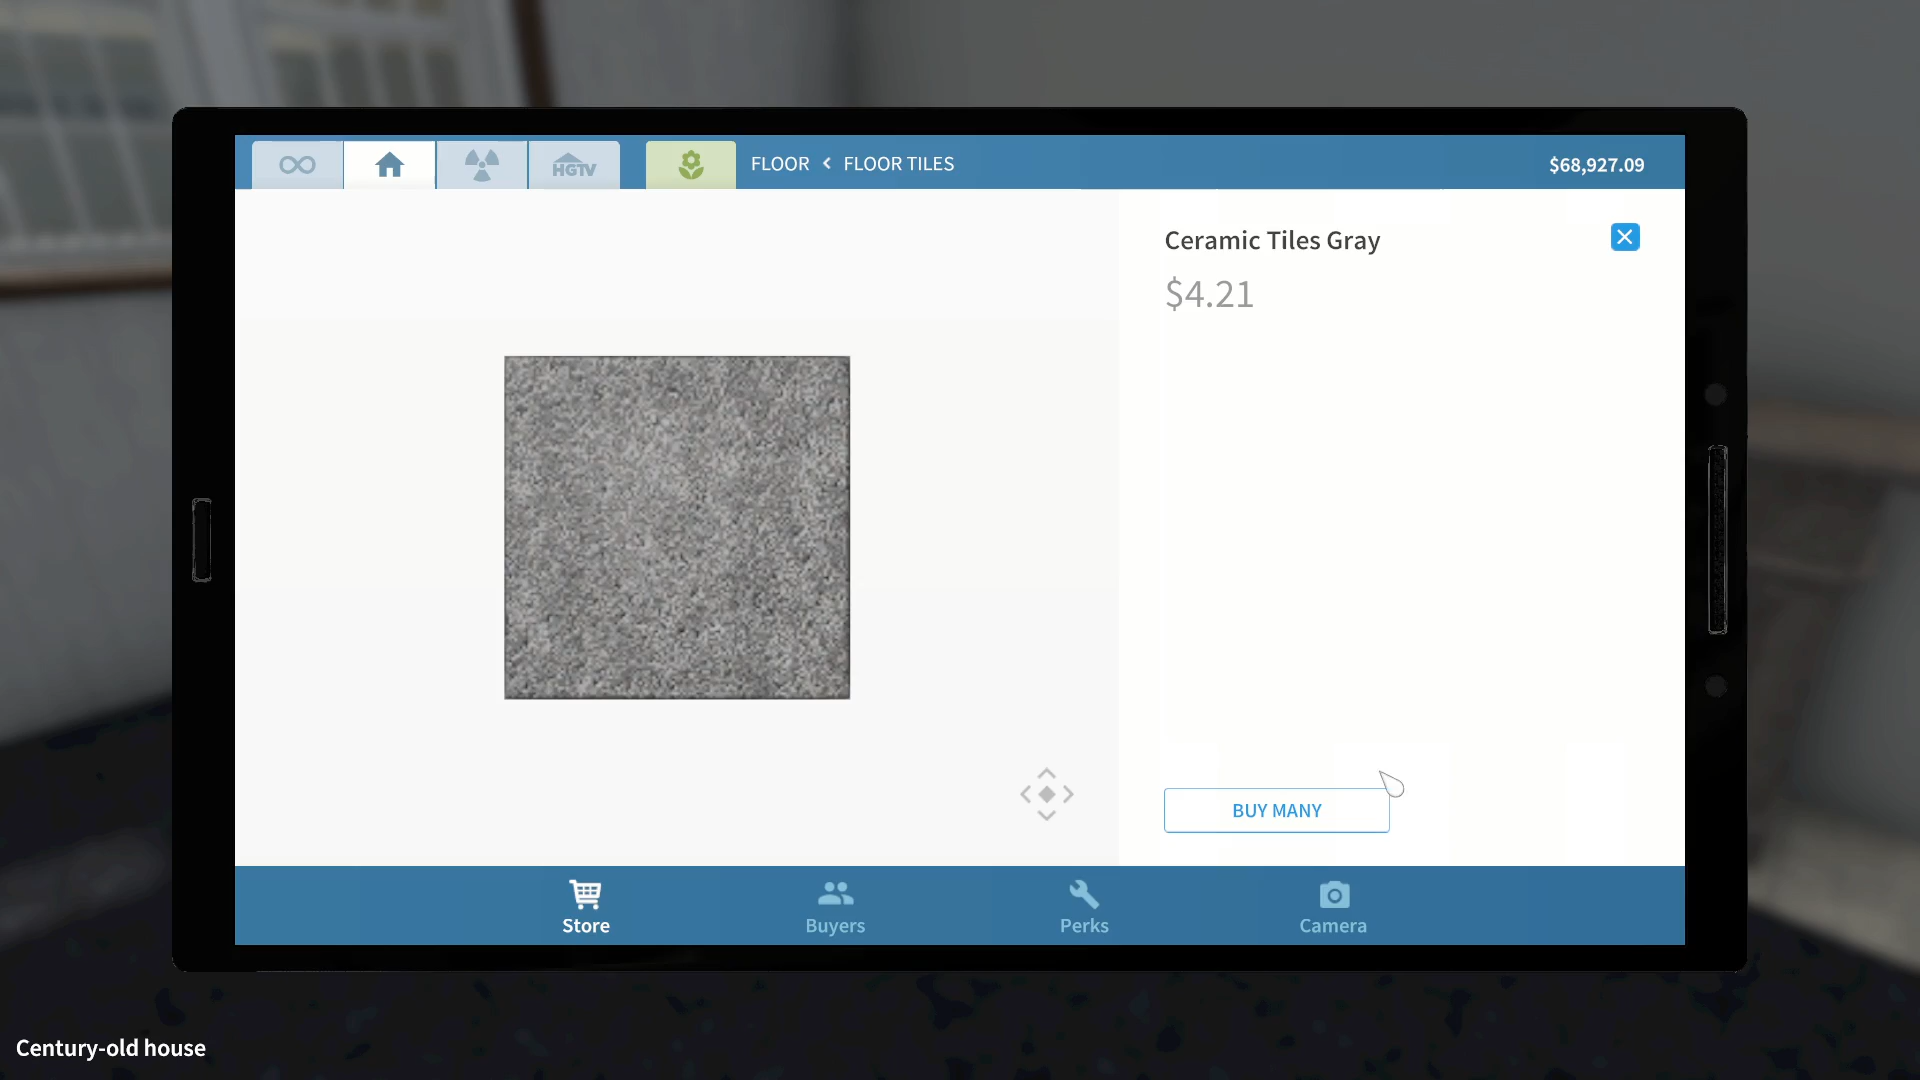 HGTV
FLOOR < FLOOR TILES
$68,927.09
Ceramic Tiles Gray
$4.21
BUY MANY
Store
Buyers
Perks
Camera
Century-old house